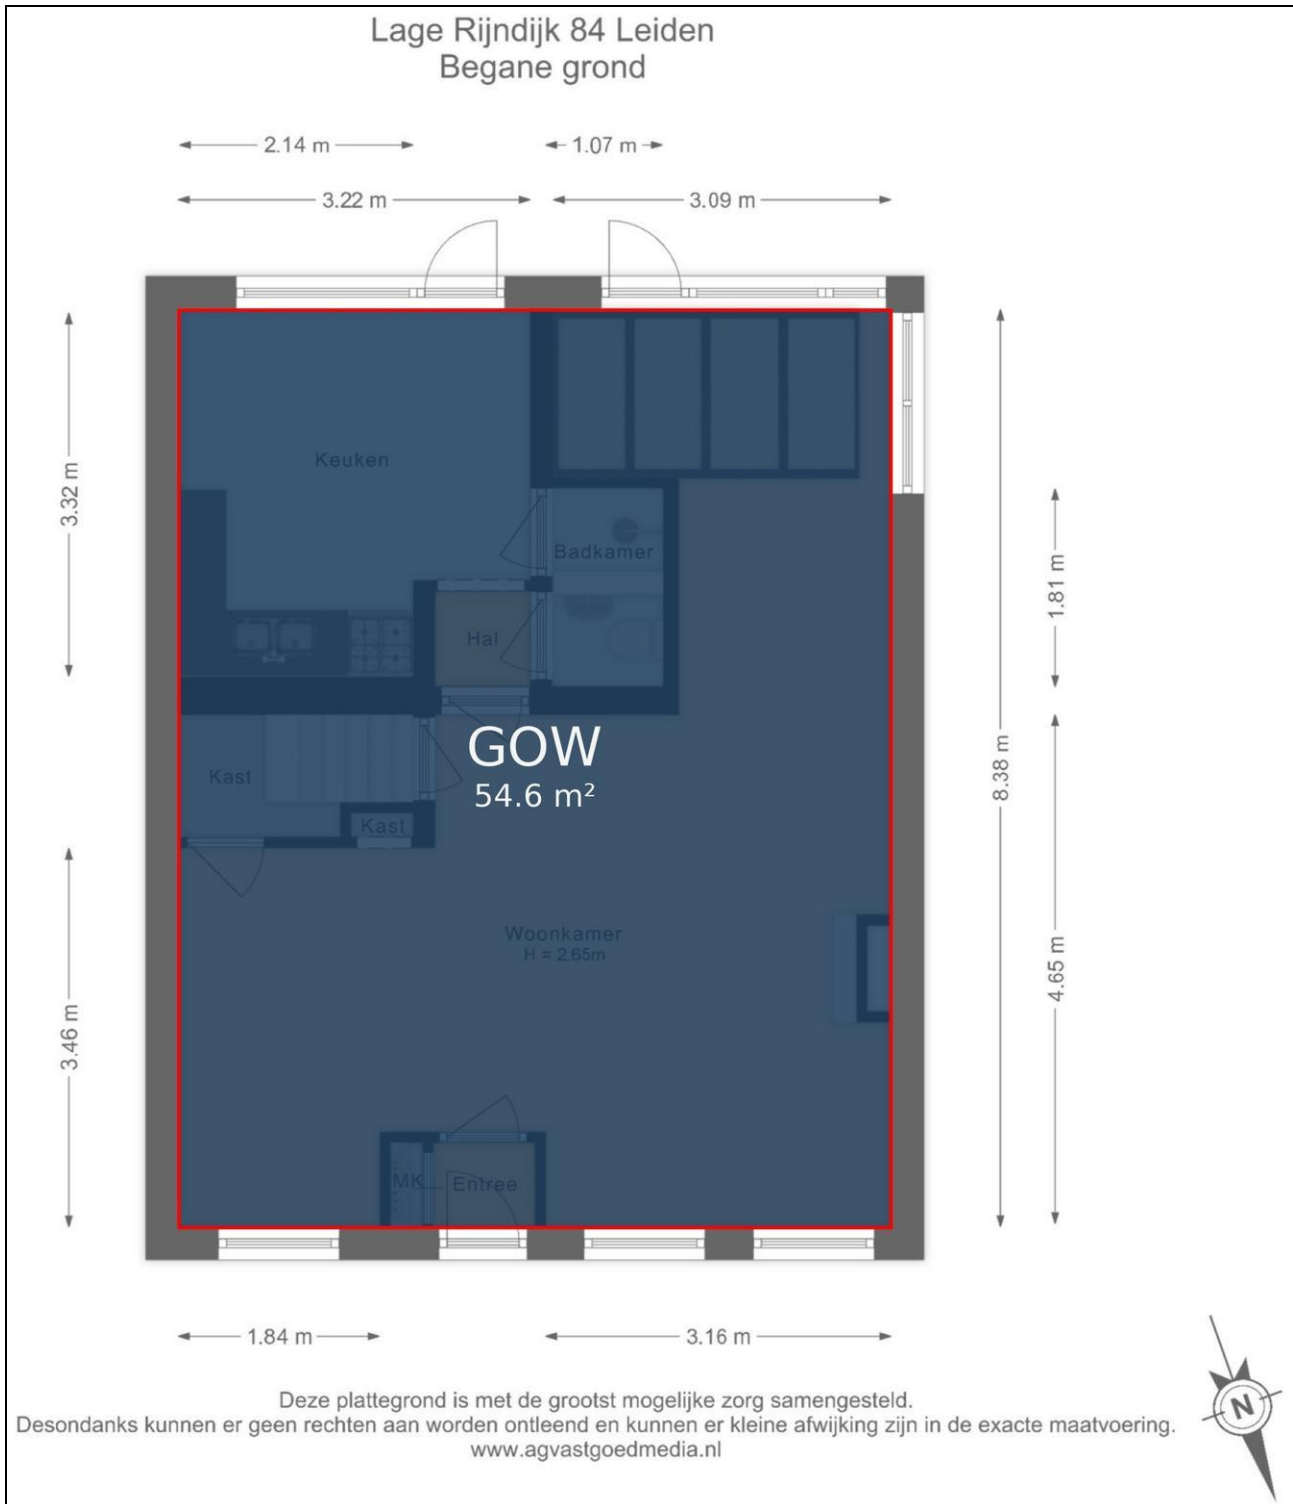 Lage Rijndijk 84 Leiden
Begane grond
2.14 m
1.07 m
3.22 m
3.09 m
3.32 m
Keuken
Badkamer
1.81 m
Hal
GOW
54.6 m²
Kast
Kast
8.38 m
Woonkamer
H = 2.65m
4.65 m
3.46 m
MK
Entree
1.84 m
3.16 m
Deze plattegrond is met de grootst mogelijke zorg samengesteld.
Desondanks kunnen er geen rechten aan worden ontleend en kunnen er kleine afwijking zijn in de exacte maatvoering.
www.agvastgoedmedia.nl
N